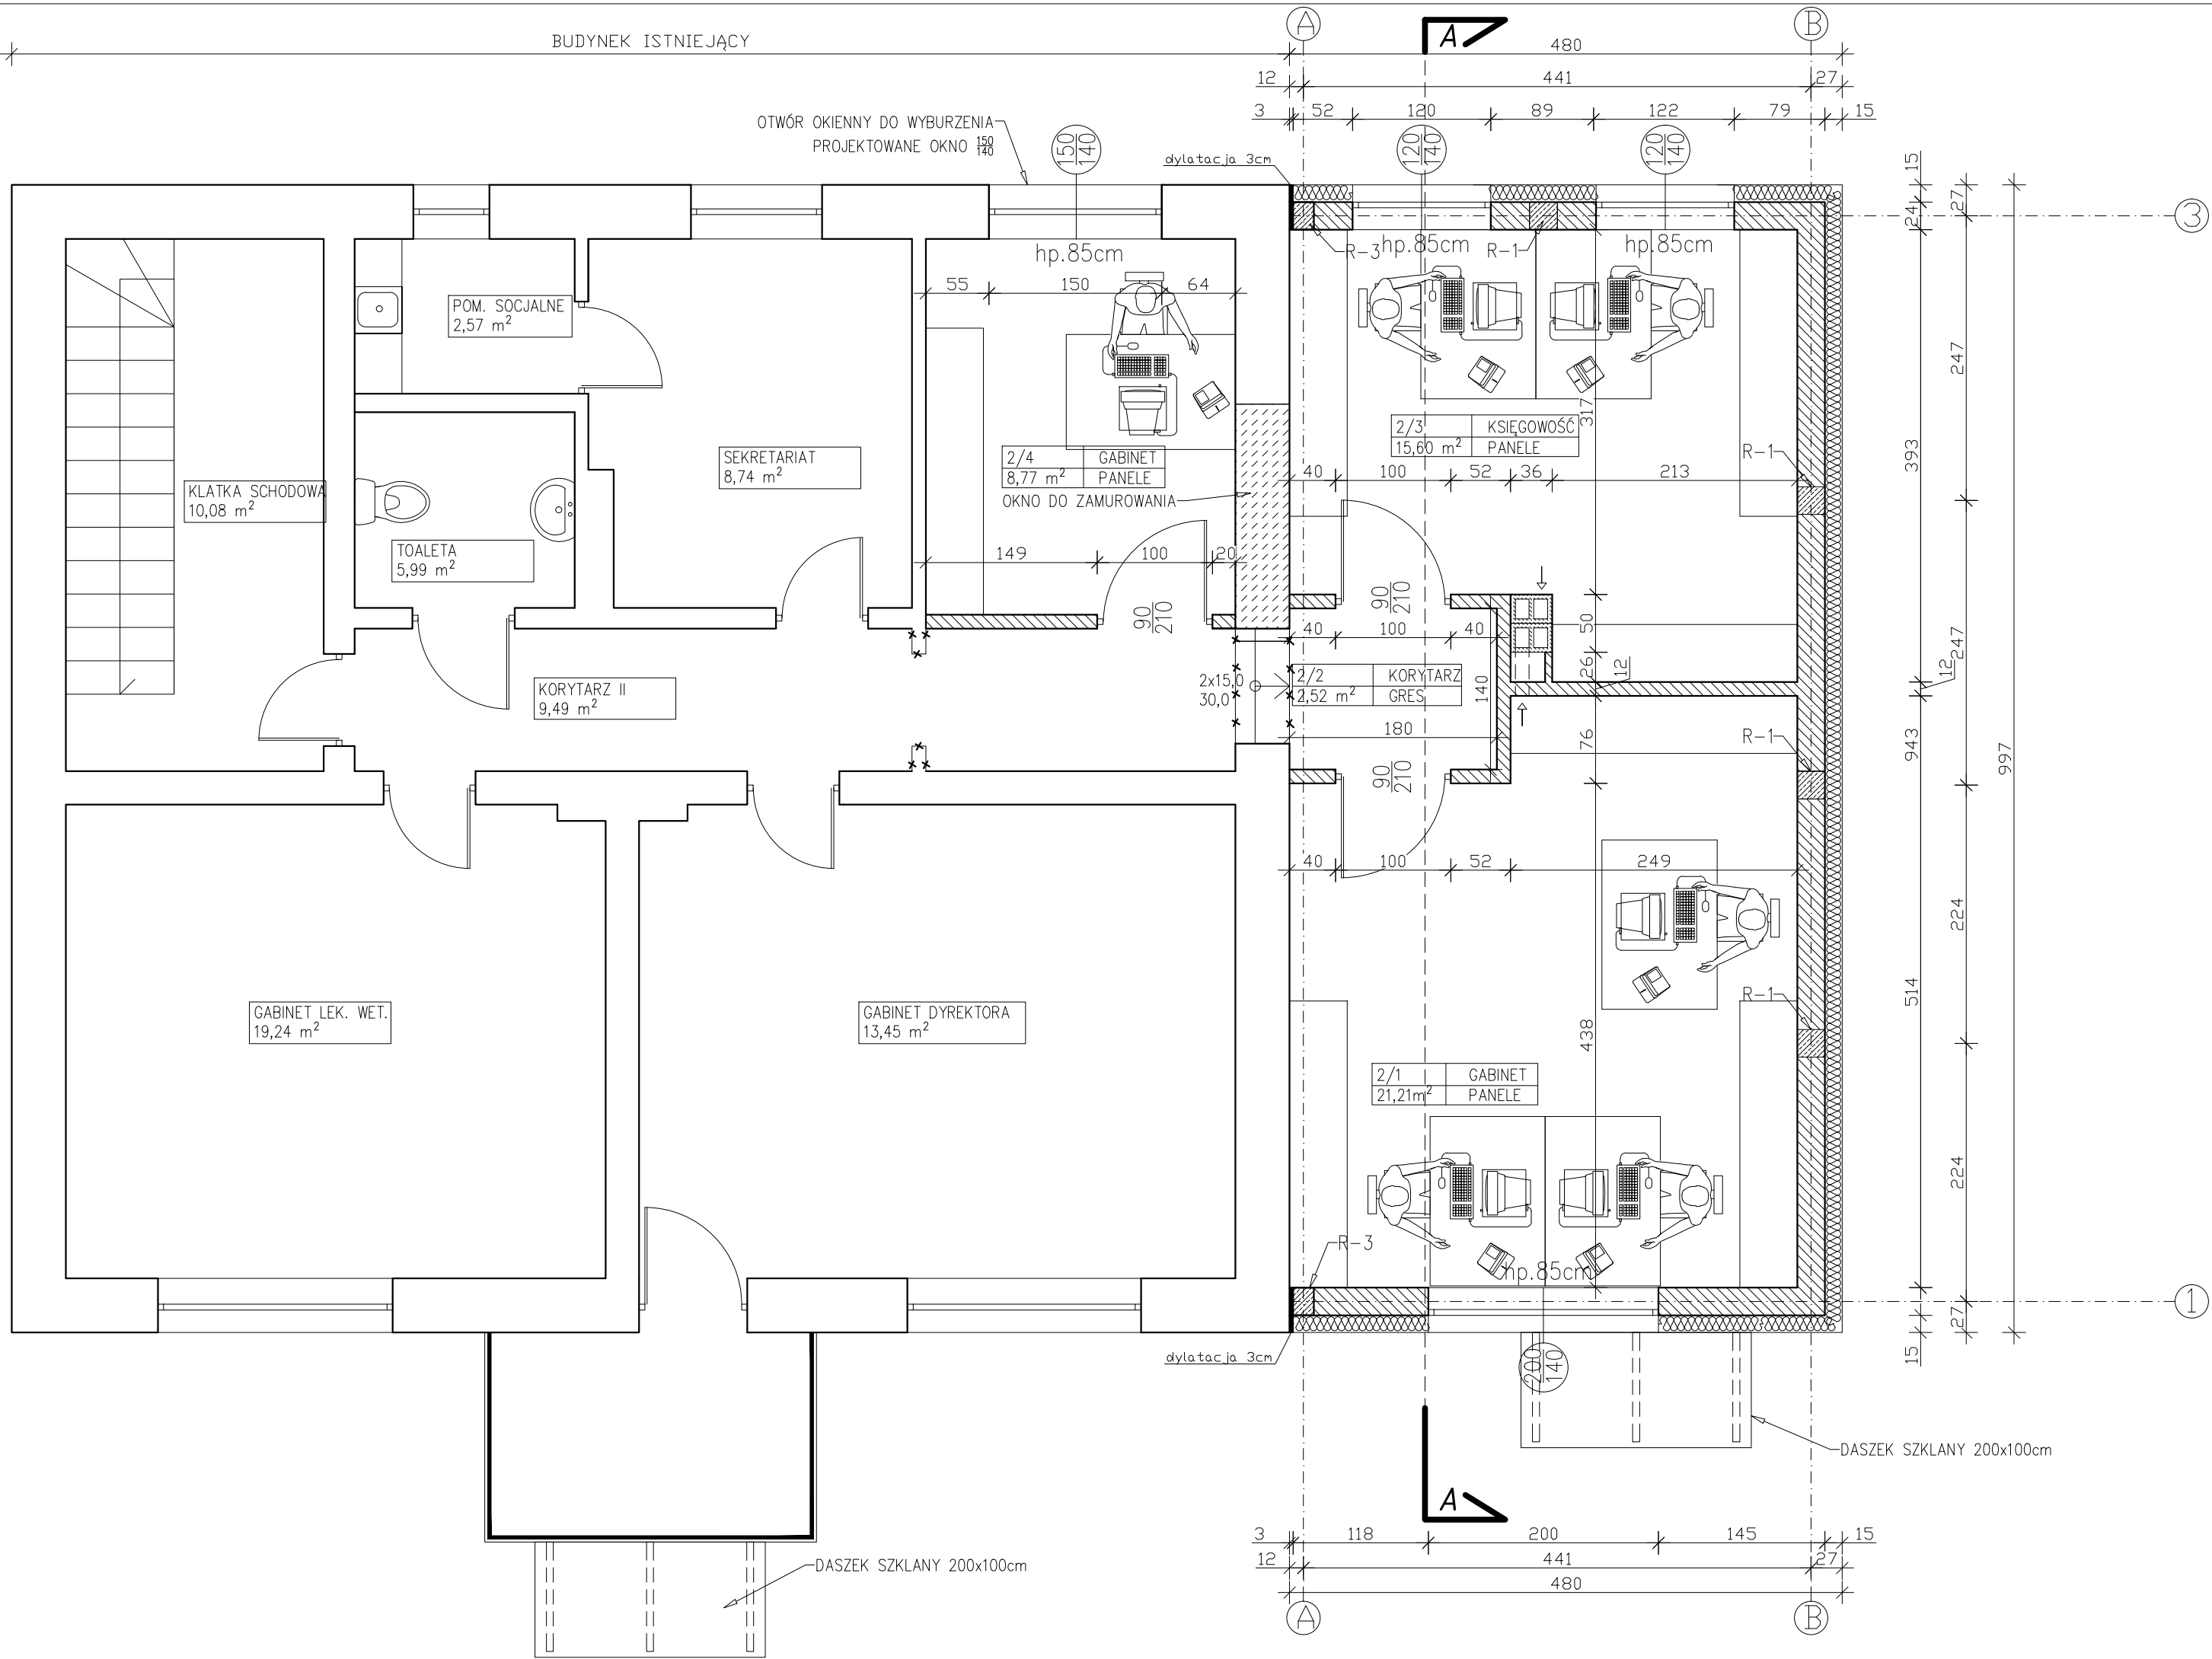 BUDYNEK ISTNIEJĄCY
A
A
B
480
12
441
27
3
52
120
89
122
79
15
OTWÓR OKIENNY DO WYBURZENIA
PROJEKTOWANE OKNO 150/140
150/140
120/140
120/140
dylatacja 3cm
15
27
24
3
hp.85cm
R-3
hp.85cm
R-1
hp.85cm
55
150
64
POM. SOCJALNE
2,57 m²
247
317
2/3 KSIĘGOWOŚĆ
15,60 m² PANELE
SEKRETARIAT
8,74 m²
2/4 GABINET
8,77 m² PANELE
OKNO DO ZAMUROWANIA
R-1
393
40
100
52
36
213
KLATKA SCHODOWA
10,08 m²
TOALETA
5,99 m²
149
100
20
90/210
90/210
40
100
40
50
26
12
247
12
KORYTARZ II
9,49 m²
2x15,0
30,0
2/2 KORYTARZ
2,52 m² GRES
140
180
76
R-1
943
997
90/210
40
100
52
249
224
GABINET LEK. WET.
19,24 m²
GABINET DYREKTORA
13,45 m²
R-1
514
438
2/1 GABINET
21,21m² PANELE
224
R-3
hp.85cm
1
27
15
dylatacja 3cm
200/140
DASZEK SZKLANY 200x100cm
A
3
118
200
145
15
12
441
27
480
DASZEK SZKLANY 200x100cm
A
B